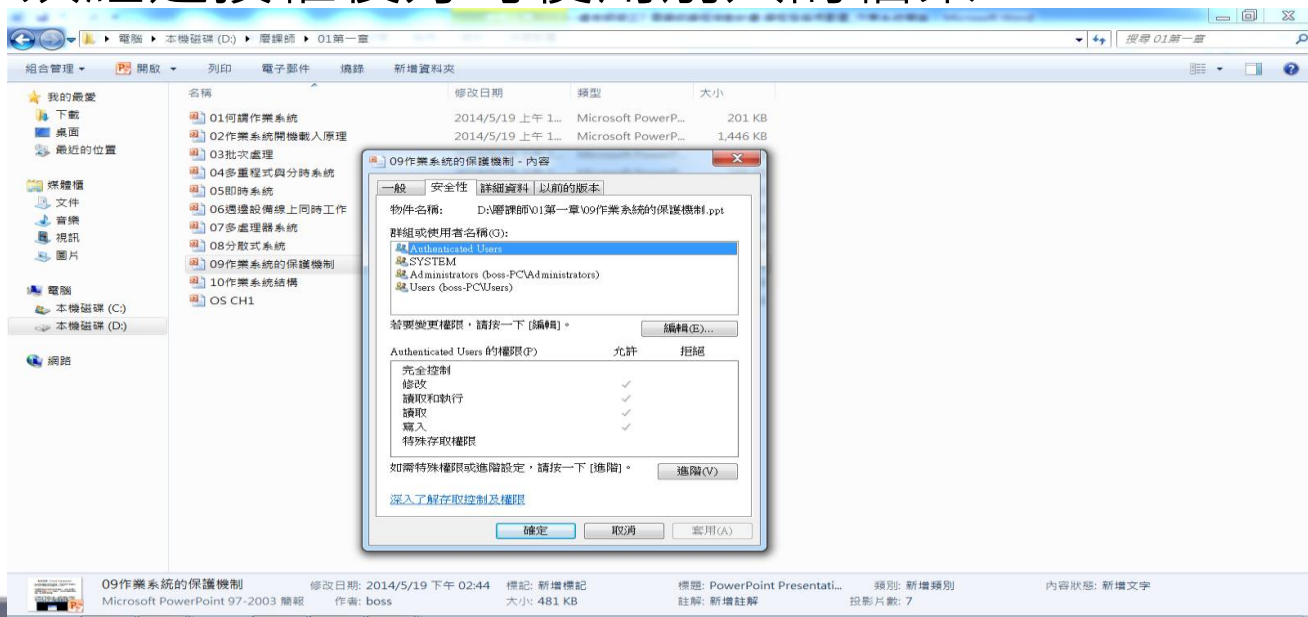 電腦 ▸ 本機磁碟 (D:) ▸ 磨課師 ▸ 01第一章
搜尋 01第一章
組合管理 開啟 列印 電子郵件 燒錄 新增資料夾
我的最愛
下載
桌面
最近的位置
媒體櫃
文件
音樂
視訊
圖片
電腦
本機磁碟 (C:)
本機磁碟 (D:)
網路
名稱 修改日期 類型 大小
01何謂作業系統 2014/5/19 上午 1... Microsoft PowerP... 201 KB
02作業系統開機載入原理 2014/5/19 上午 1... Microsoft PowerP... 1,446 KB
03批次處理
04多重程式與分時系統
05即時系統
06週邊設備線上同時工作
07多處理器系統
08分散式系統
09作業系統的保護機制
10作業系統結構
OS CH1
09作業系統的保護機制 - 內容
一般 安全性 詳細資料 以前的版本
物件名稱: D:\磨課師\01第一章\09作業系統的保護機制.ppt
群組或使用者名稱(G):
Authenticated Users
SYSTEM
Administrators (boss-PC\Administrators)
Users (boss-PC\Users)
若要變更權限，請按一下 [編輯]。 編輯(E)...
Authenticated Users 的權限(P) 允許 拒絕
完全控制
修改
讀取和執行
讀取
寫入
特殊存取權限
如需特殊權限或進階設定，請按一下 [進階]。 進階(V)
深入了解存取控制及權限
確定 取消 套用(A)
09作業系統的保護機制 修改日期: 2014/5/19 下午 02:44 標記: 新增標記 標題: PowerPoint Presentati... 類別: 新增類別 內容狀態: 新增文字
Microsoft PowerPoint 97-2003 簡報 作者: boss 大小: 481 KB 註解: 新增註解 投影片數: 7